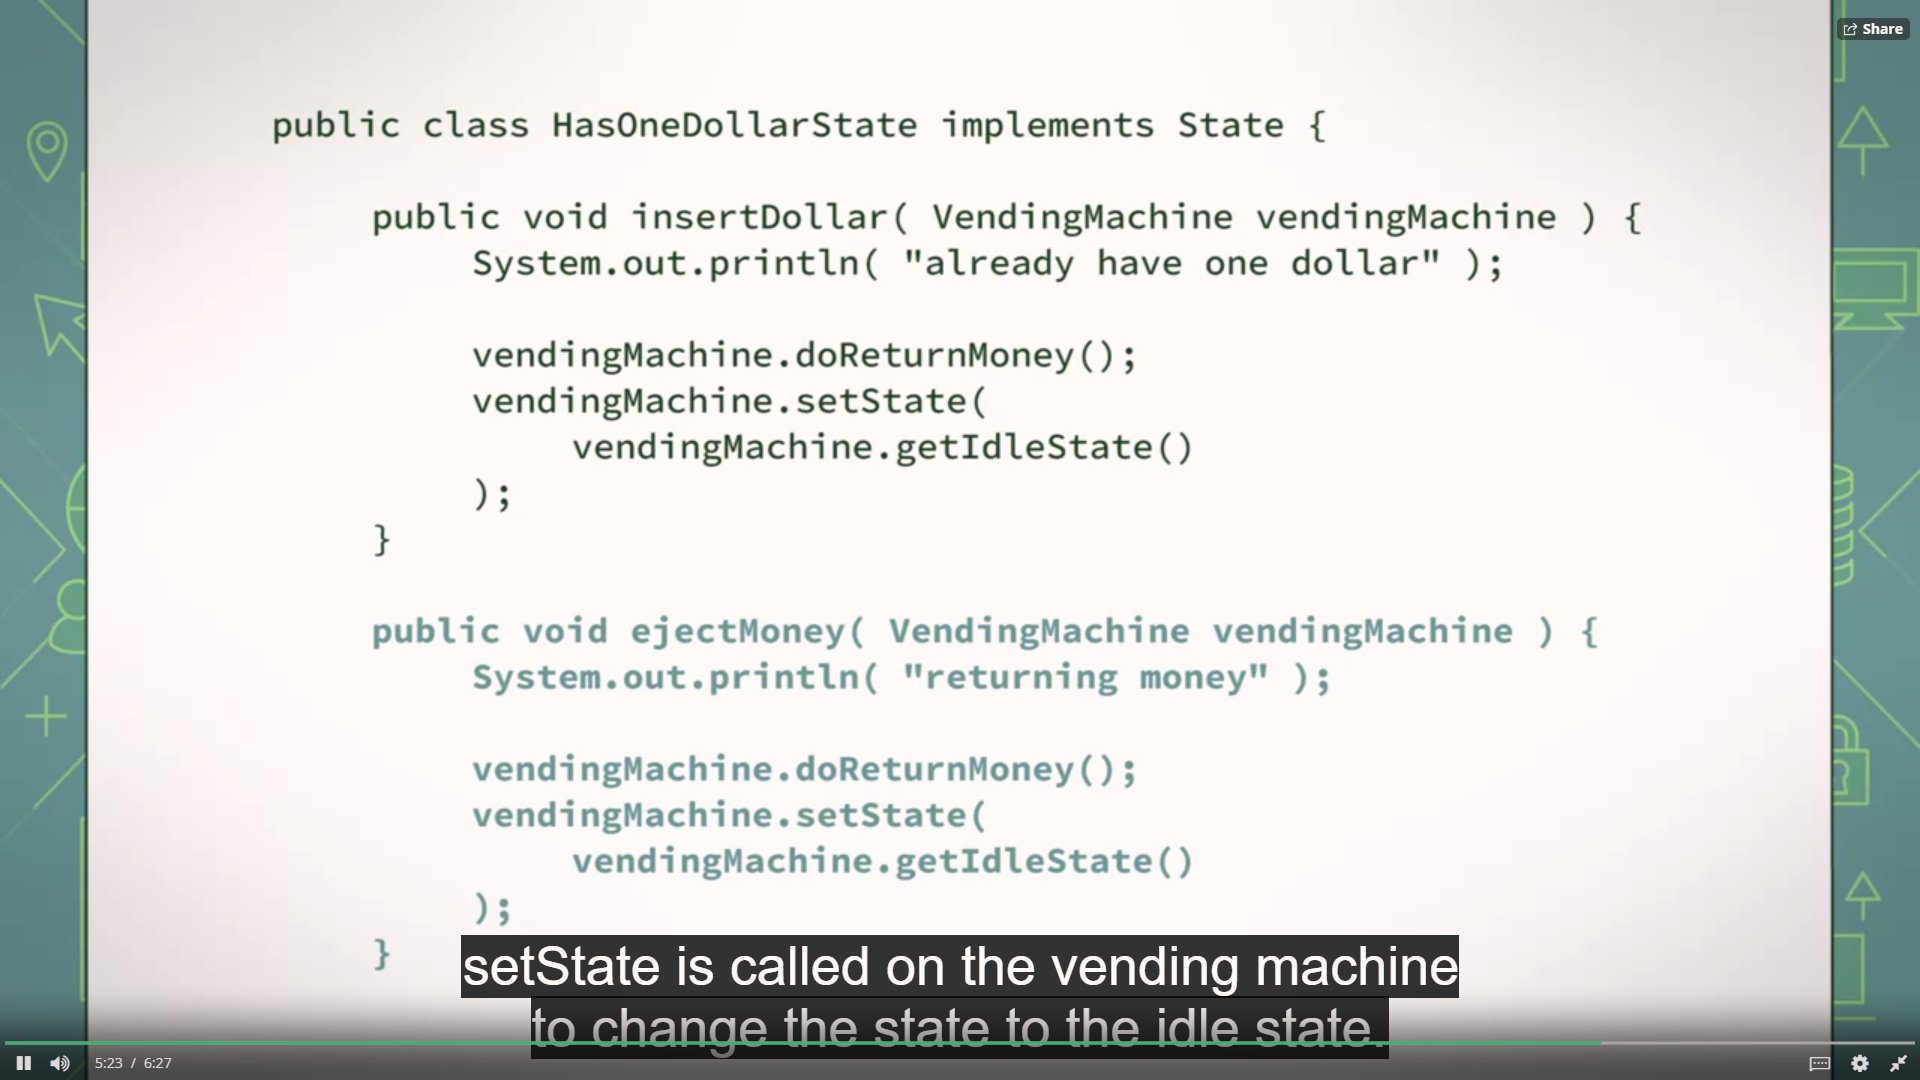 Share
public class HasOneDollarState implements State {
public void insertDollar( VendingMachine vendingMachine ) {
System.out.println( "already have one dollar" );
vendingMachine.doReturnMoney();
vendingMachine.setState(
vendingMachine.getIdleState()
);
}
public void ejectMoney( VendingMachine vendingMachine ) {
System.out.println( "returning money" );
vendingMachine.doReturnMoney();
vendingMachine.setState(
vendingMachine.getIdleState()
);
}
setState is called on the vending machine
to change the state to the idle state.
5:23 / 6:27